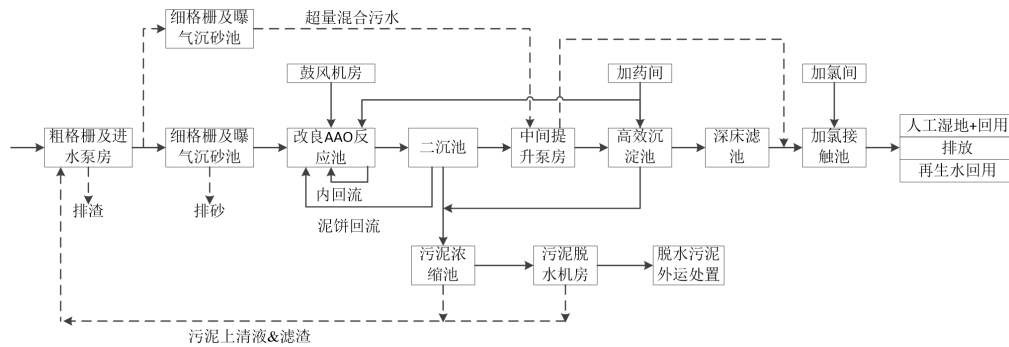 细格栅及曝
气沉砂池
超量混合污水
鼓风机房
加药间
加氯间
粗格栅及进
水泵房
细格栅及曝
气沉砂池
改良AAO反
应池
二沉池
中间提
升泵房
高效沉
淀池
深床滤
池
加氯接
触池
人工湿地+回用
排放
再生水回用
内回流
排渣
排砂
泥饼回流
污泥浓
缩池
污泥脱
水机房
脱水污泥
外运处置
污泥上清液&滤渣